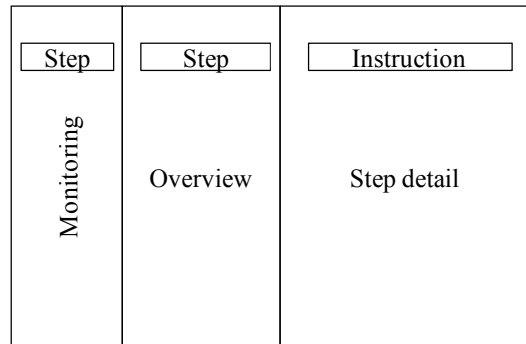 Step
Monitoring
Step
Overview
Instruction
Step detail